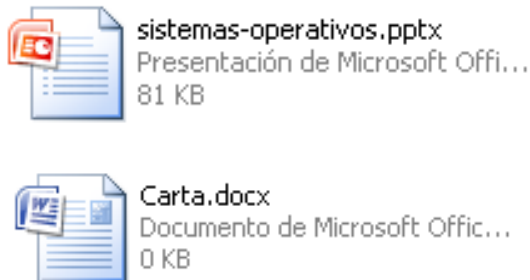 sistemas-operativos.pptx
Presentación de Microsoft Offi...
81 KB
Carta.docx
Documento de Microsoft Offic...
0 KB